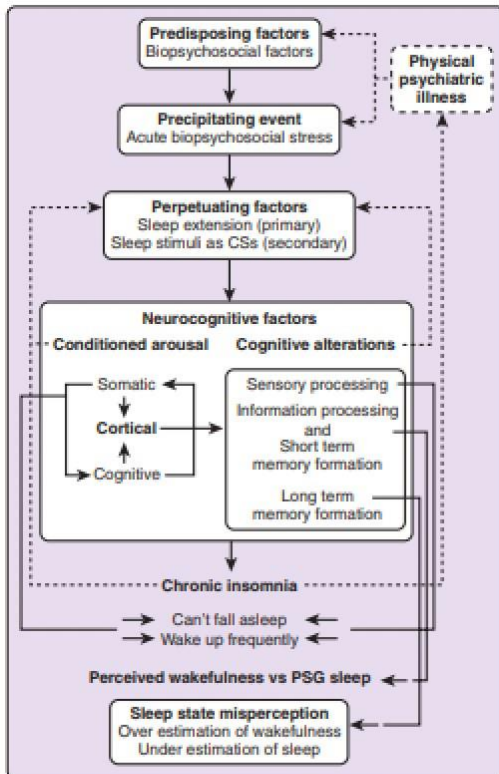 Predisposing factors
Biopsychosocial factors
Physical
psychiatric
illness
Precipitating event
Acute biopsychosocial stress
Perpetuating factors
Sleep extension (primary)
Sleep stimuli as CSs (secondary)
Neurocognitive factors
Conditioned arousal
Cognitive alterations
Somatic
Cortical
Cognitive
Sensory processing
Information processing
and
Short term
memory formation
Long term
memory formation
Chronic insomnia
Can't fall asleep
Wake up frequently
Perceived wakefulness vs PSG sleep
Sleep state misperception
Over estimation of wakefulness
Under estimation of sleep